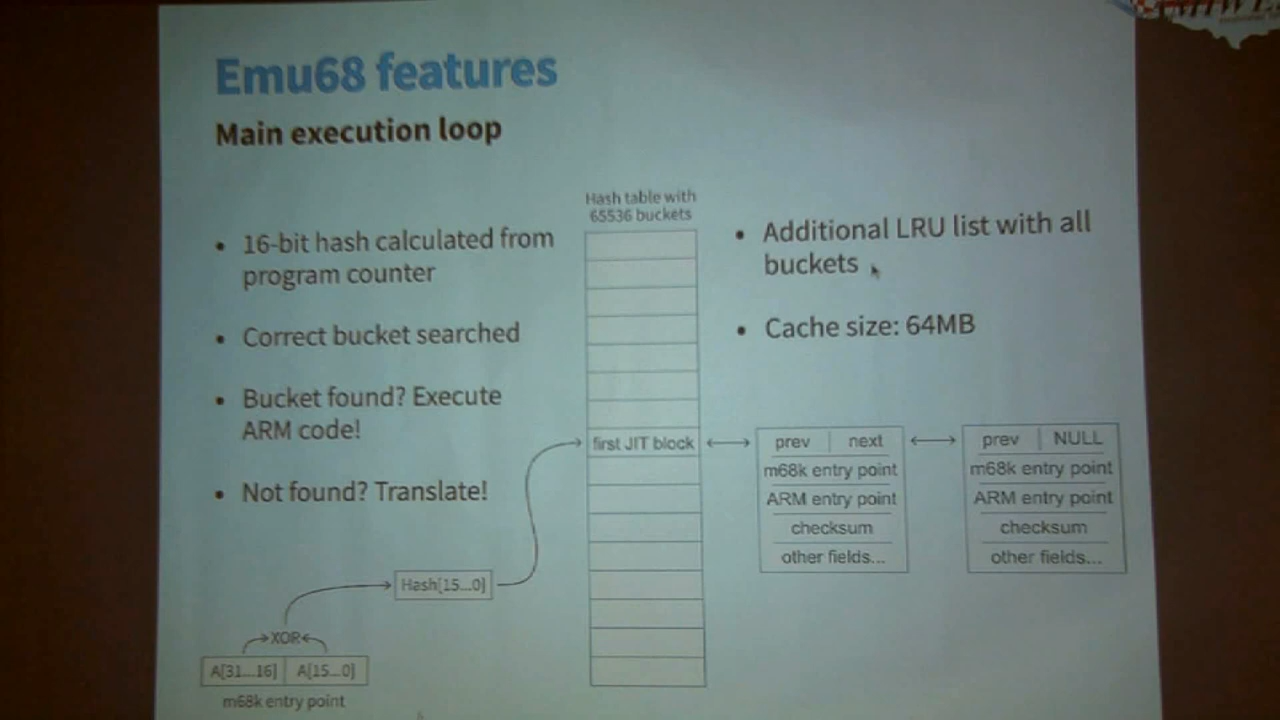 Emu68 features
Main execution loop
• 16-bit hash calculated from
program counter
• Correct bucket searched
• Bucket found? Execute
ARM code!
• Not found? Translate!
Hash table with
65536 buckets
first JIT block
• Additional LRU list with all
buckets
• Cache size: 64MB
prev next
m68k entry point
ARM entry point
checksum
other fields...
prev NULL
m68k entry point
ARM entry point
checksum
other fields...
Hash[15...0]
XOR
A[31...16] A[15...0]
m68k entry point